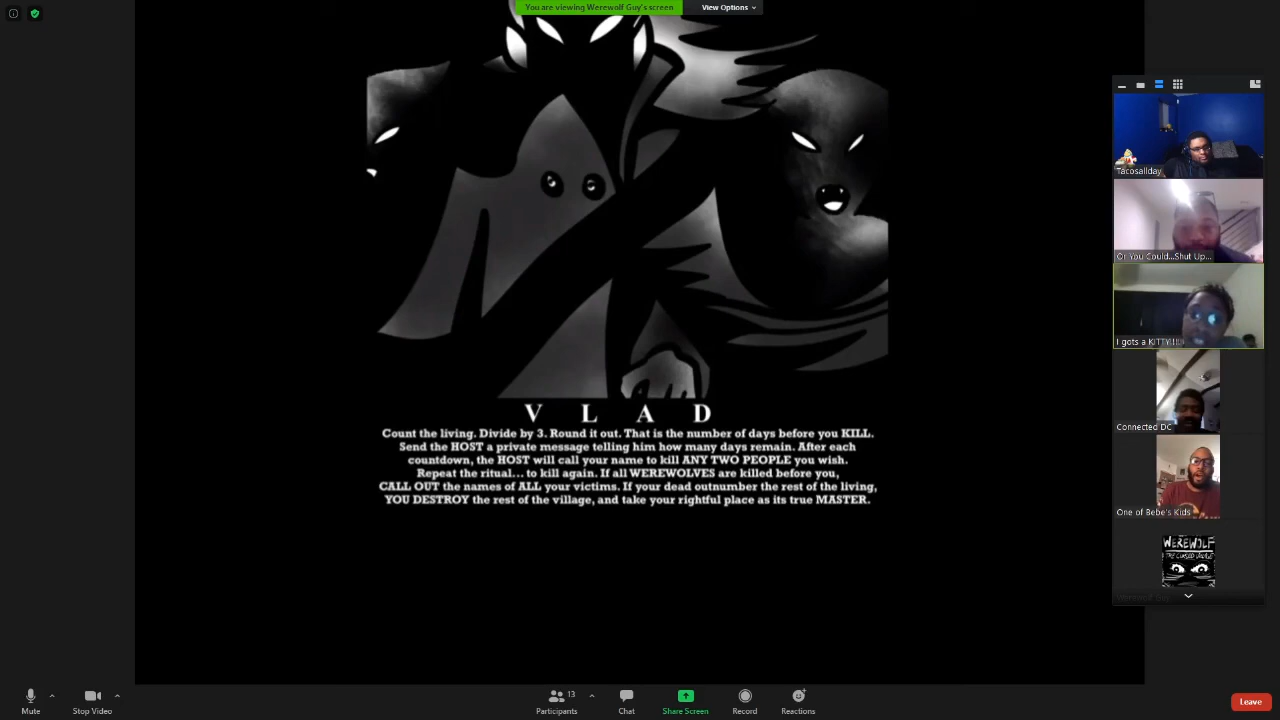 You are viewing Werewolf Guy's screen
View Options
Tacosallday
Or You Could...Shut Up...
I gots a KITTY!!!!
Connected DC
One of Bebe's Kids
WEREWOLF
V L A D
Count the living. Divide by 3. Round it out. That is the number of days before you KILL.
Send the HOST a private message telling him how many days remain. After each
countdown, the HOST will call your name to kill ANY TWO PEOPLE you wish.
Repeat the ritual... to kill again. If all WEREWOLVES are killed before you,
CALL OUT the names of ALL your victims. If your dead outnumber the rest of the living,
YOU DESTROY the rest of the village, and take your rightful place as its true MASTER.
Mute
Stop Video
Participants
13
Chat
Share Screen
Record
Reactions
Leave